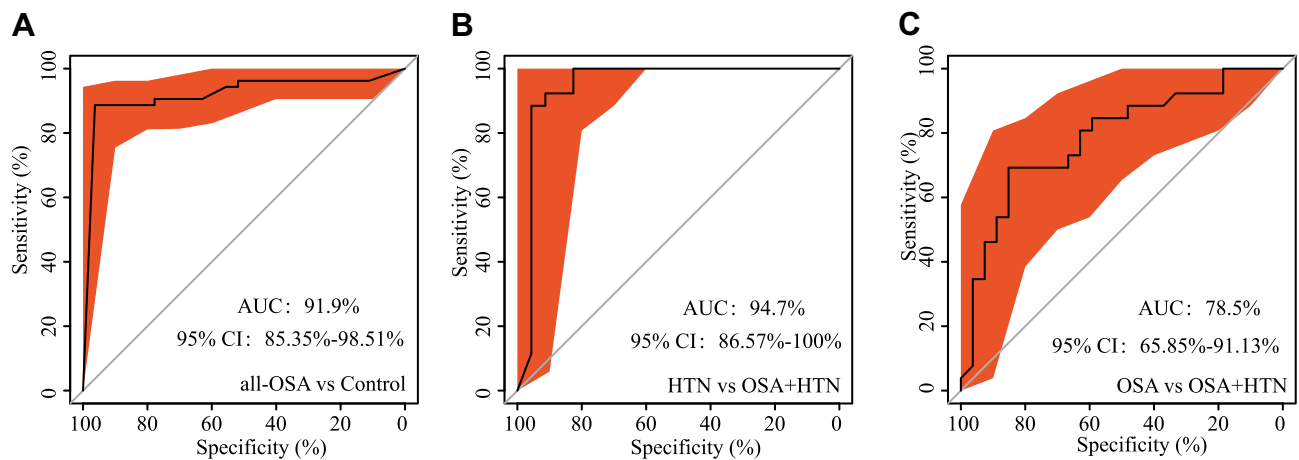 A
B
C
Sensitivity (%)
100
80
60
40
20
0
AUC： 91.9%
95% CI： 85.35%-98.51%
all-OSA vs Control
100
80
60
40
20
0
Specificity (%)
Sensitivity (%)
100
80
60
40
20
0
AUC： 94.7%
95% CI： 86.57%-100%
HTN vs OSA+HTN
100
80
60
40
20
0
Specificity (%)
Sensitivity (%)
100
80
60
40
20
0
AUC： 78.5%
95% CI： 65.85%-91.13%
OSA vs OSA+HTN
100
80
60
40
20
0
Specificity (%)